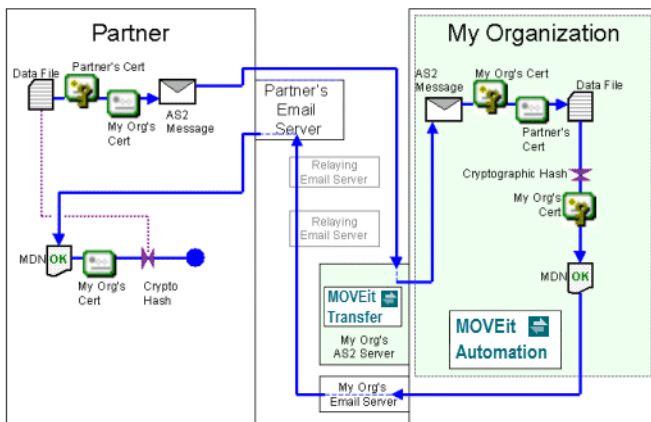 Partner
Data File
Partner's Cert
My Org's
Cert
AS2
Message
MDN
OK
My Org's
Cert
Crypto
Hash
Partner's
Email
Server
Relaying
Email Server
Relaying
Email Server
MOVEit
Transfer
My Org's
AS2 Server
My Org's
Email Server
My Organization
AS2
Message
My Org's Cert
Partner's
Cert
Data File
Cryptographic Hash
My Org's
Cert
MDN
OK
MOVEit
Automation